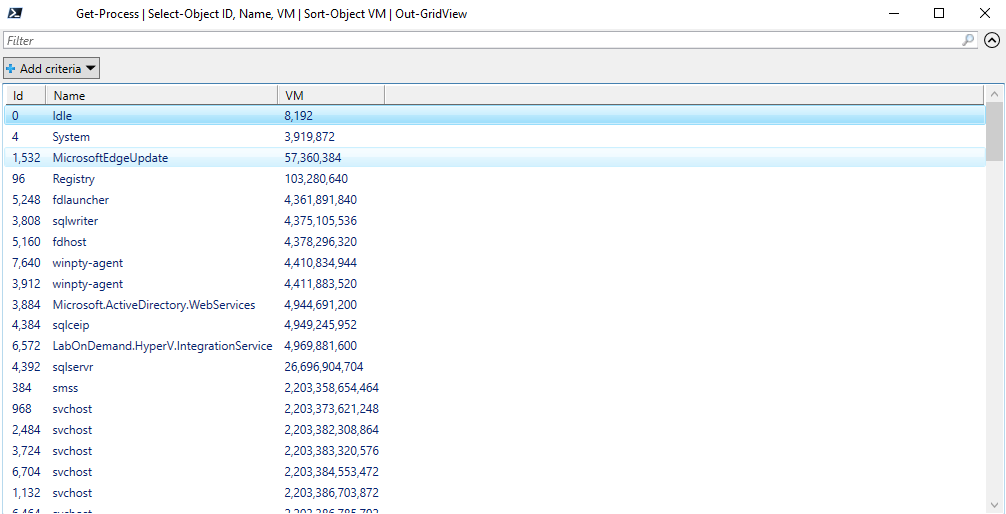 Get-Process | Select-Object ID, Name, VM | Sort-Object VM | Out-GridView
Filter
Add criteria
Id Name VM
0 Idle 8,192
4 System 3,919,872
1,532 MicrosoftEdgeUpdate 57,360,384
96 Registry 103,280,640
5,248 fdlauncher 4,361,891,840
3,808 sqlwriter 4,375,105,536
5,160 fdhost 4,378,296,320
7,640 winpty-agent 4,410,834,944
3,912 winpty-agent 4,411,883,520
3,884 Microsoft.ActiveDirectory.WebServices 4,944,691,200
4,384 sqlceip 4,949,245,952
6,572 LabOnDemand.HyperV.IntegrationService 4,969,881,600
4,392 sqlservr 26,696,904,704
384 smss 2,203,358,654,464
968 svchost 2,203,373,621,248
2,484 svchost 2,203,382,308,864
3,724 svchost 2,203,383,320,576
6,704 svchost 2,203,384,553,472
1,132 svchost 2,203,386,703,872
6,464 svchost 2,203,386,785,792